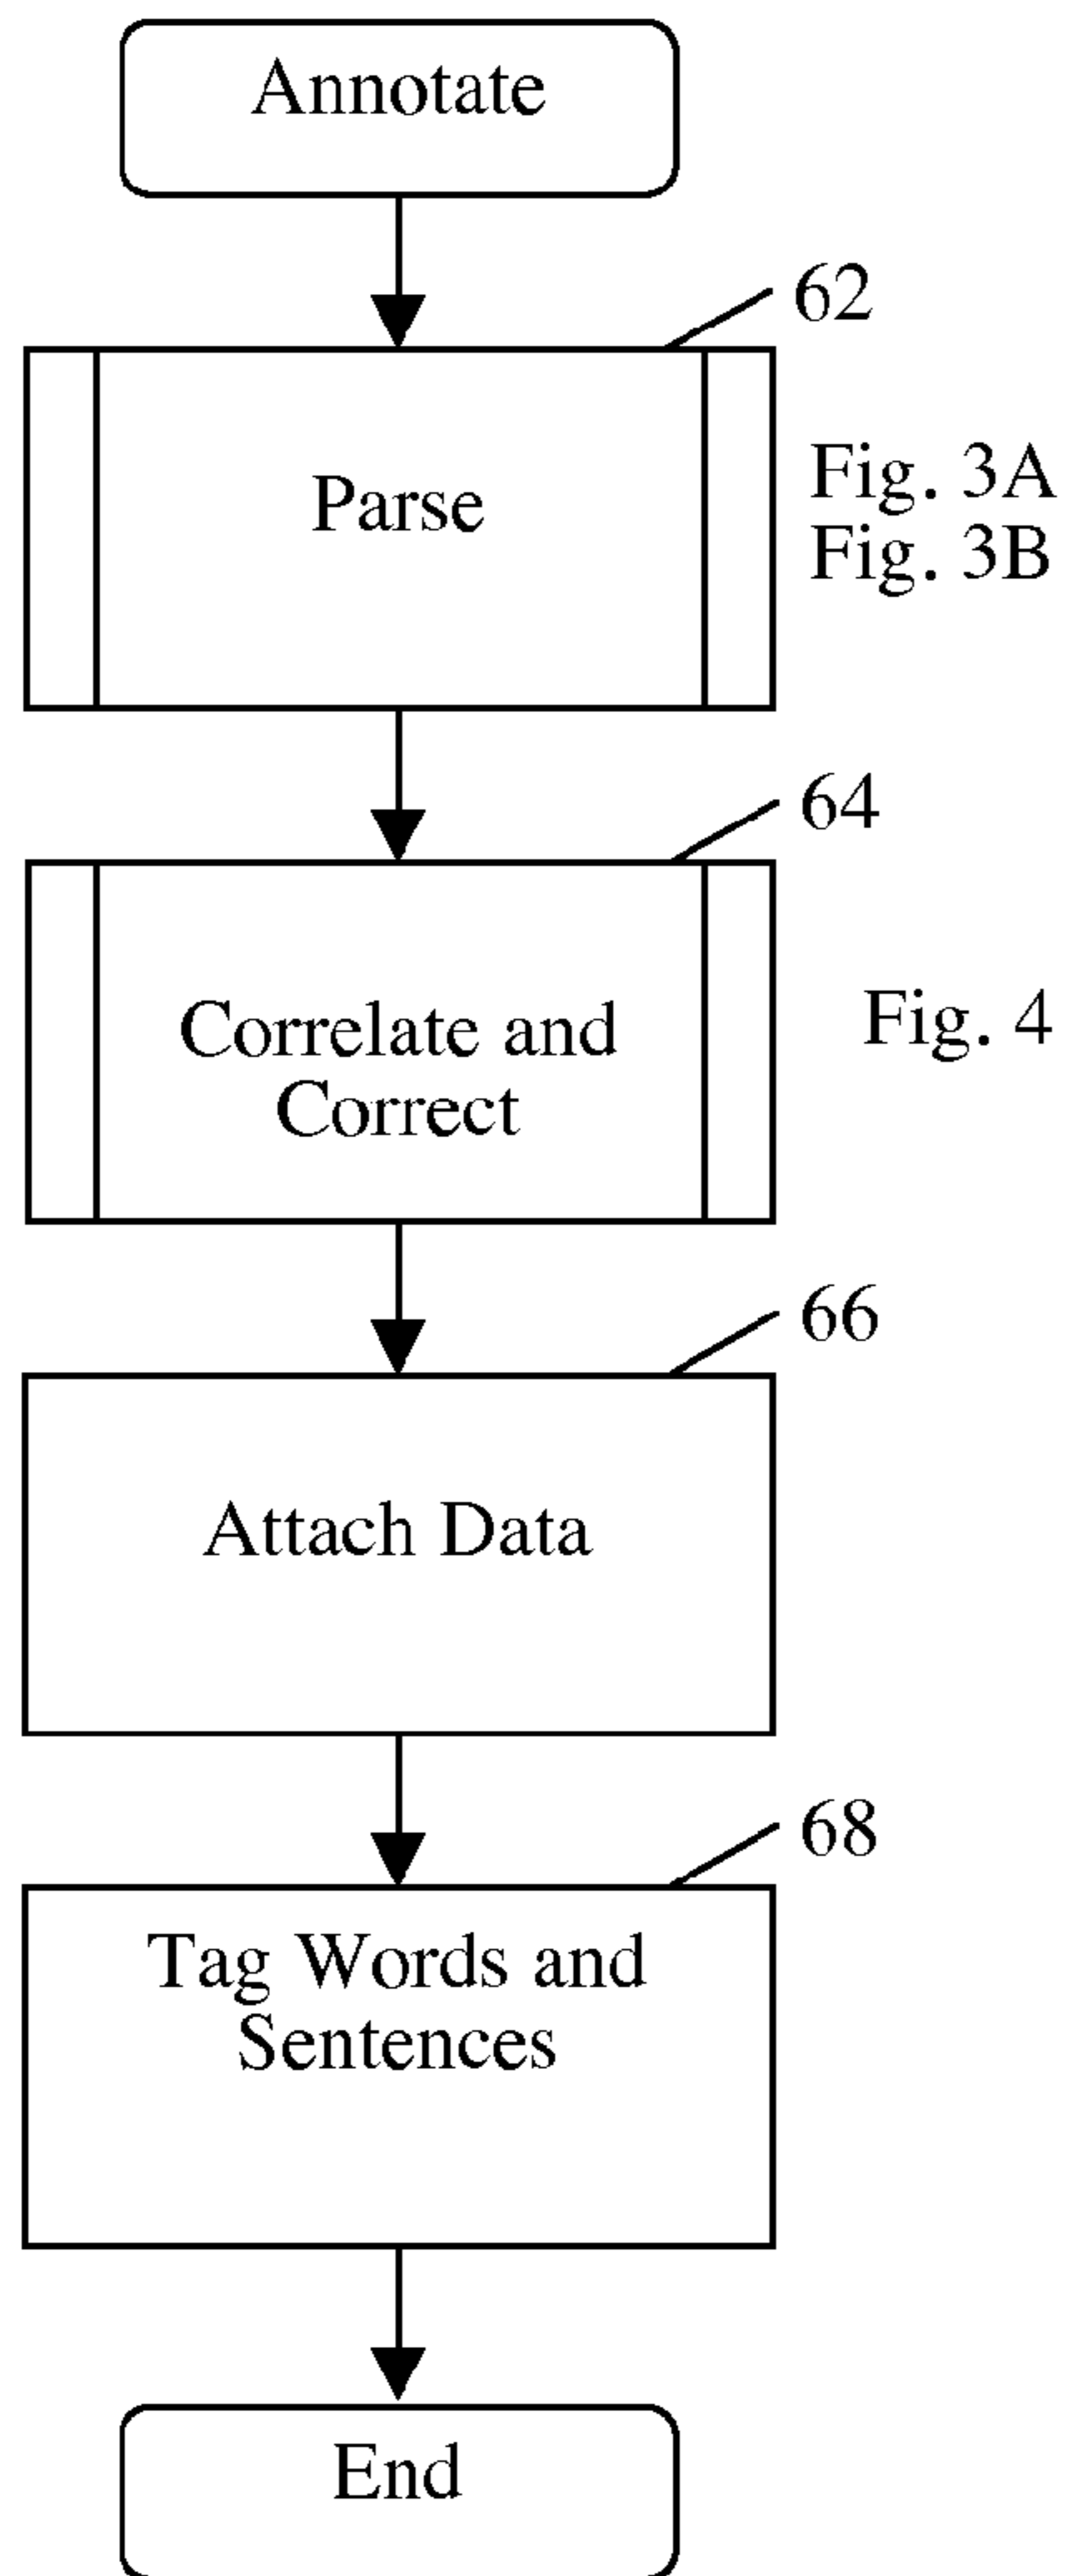 Annotate
62
Parse
Fig. 3A
Fig. 3B
64
Correlate and
Correct
Fig. 4
66
Attach Data
68
Tag Words and
Sentences
End